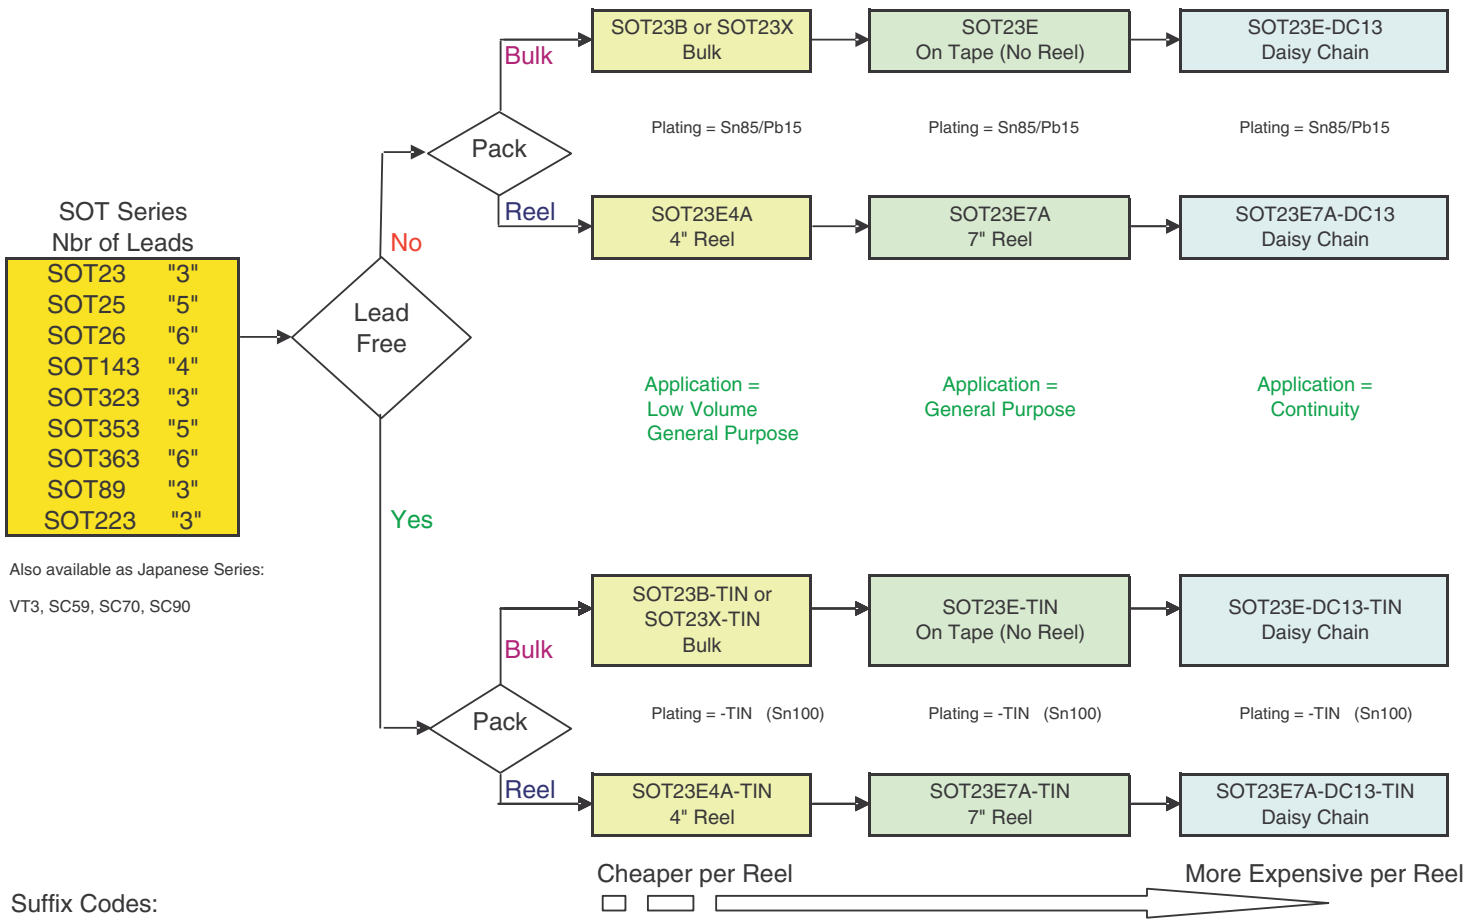 SOT23B or SOT23X
Bulk
SOT23E
On Tape (No Reel)
SOT23E-DC13
Daisy Chain
Bulk
Plating = Sn85/Pb15
Plating = Sn85/Pb15
Plating = Sn85/Pb15
Pack
Reel
SOT23E4A
4" Reel
SOT23E7A
7" Reel
SOT23E7A-DC13
Daisy Chain
SOT Series
Nbr of Leads
No
SOT23 "3"
SOT25 "5"
SOT26 "6"
SOT143 "4"
SOT323 "3"
SOT353 "5"
SOT363 "6"
SOT89 "3"
SOT223 "3"
Lead
Free
Application =
Low Volume
General Purpose
Application =
General Purpose
Application =
Continuity
Yes
Also available as Japanese Series:
VT3, SC59, SC70, SC90
SOT23B-TIN or
SOT23X-TIN
Bulk
SOT23E-TIN
On Tape (No Reel)
SOT23E-DC13-TIN
Daisy Chain
Bulk
Plating = -TIN (Sn100)
Plating = -TIN (Sn100)
Plating = -TIN (Sn100)
Pack
Reel
SOT23E4A-TIN
4" Reel
SOT23E7A-TIN
7" Reel
SOT23E7A-DC13-TIN
Daisy Chain
Cheaper per Reel
More Expensive per Reel
Suffix Codes: